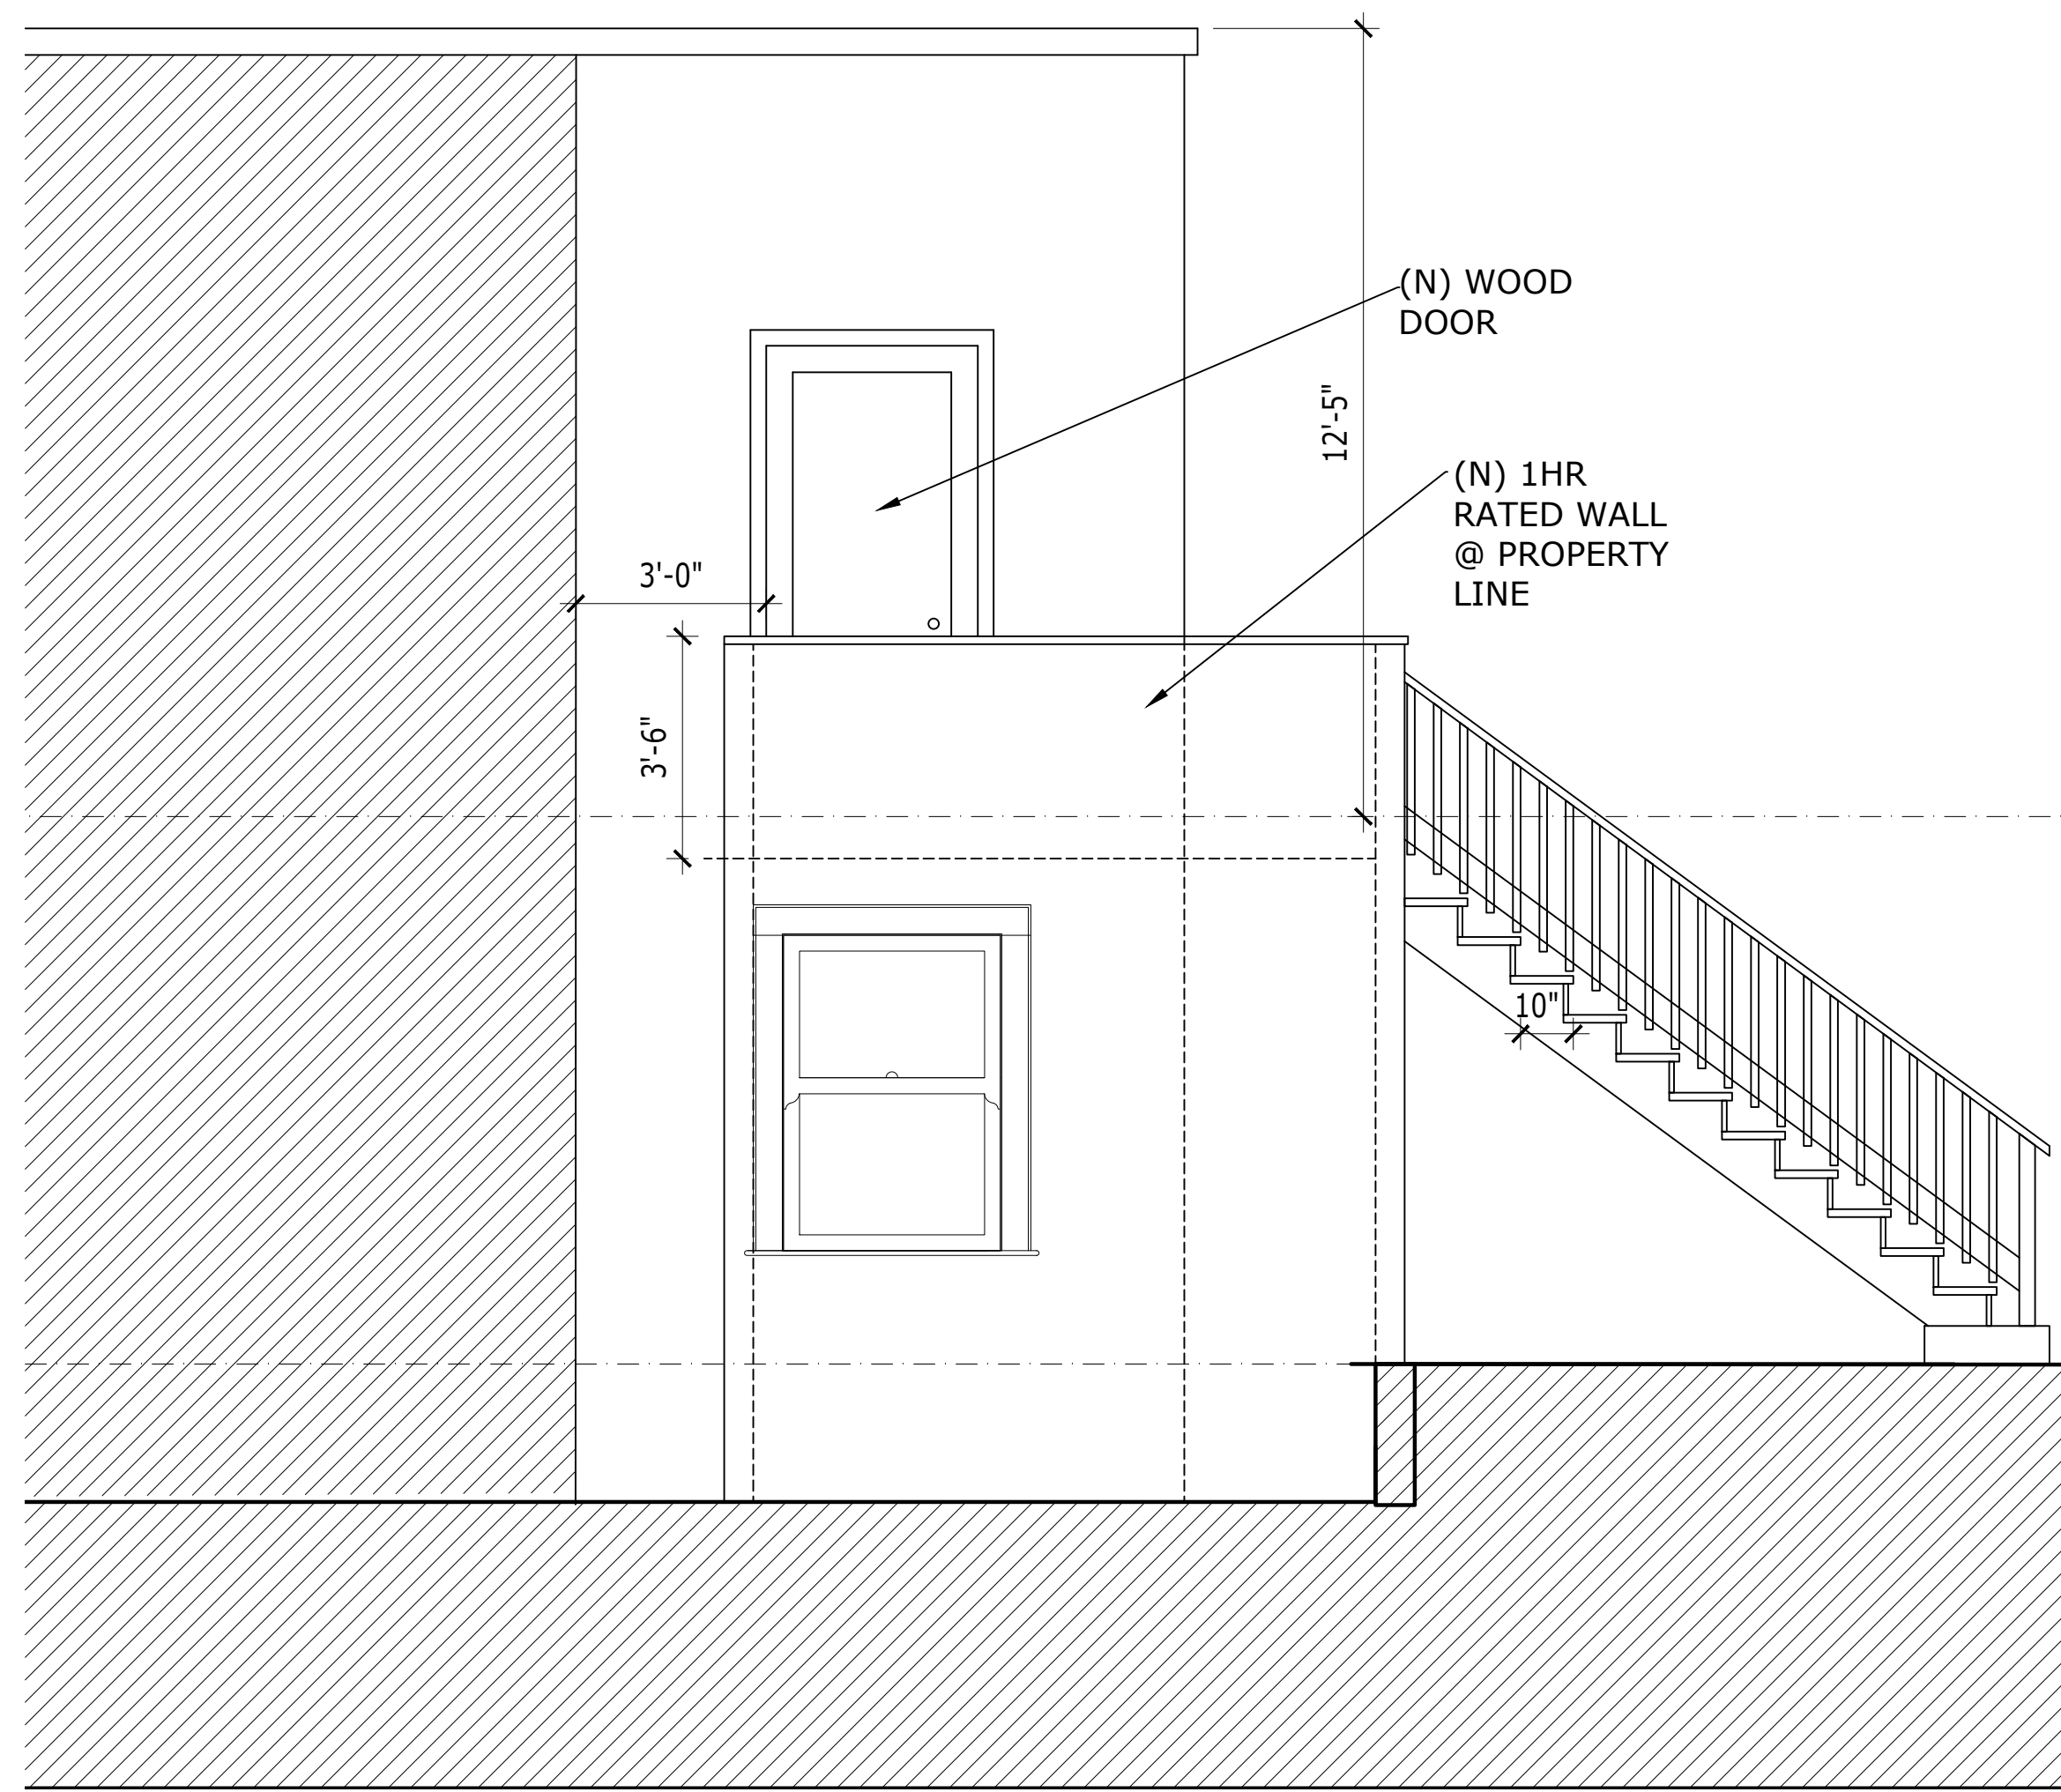 (N) WOOD
DOOR
12'-5"
(N) 1HR
RATED WALL
@ PROPERTY
LINE
3'-0"
3'-6"
10"